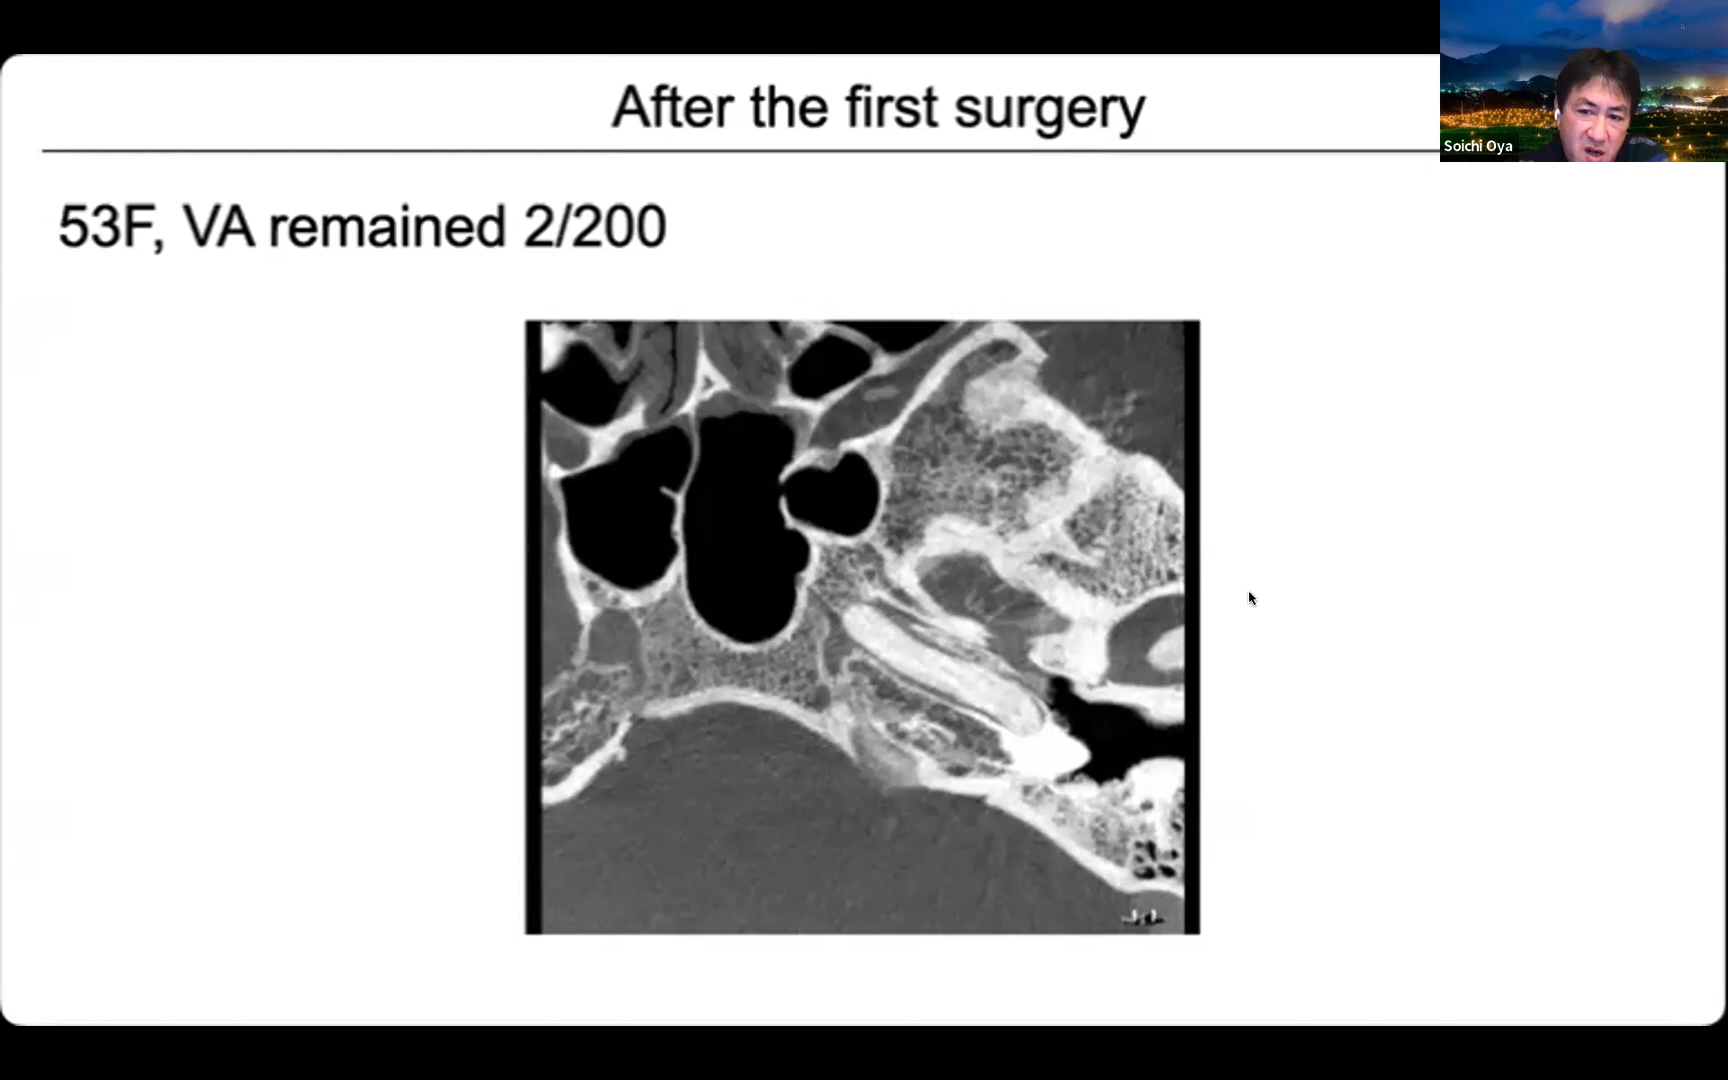 After the first surgery
Soichi Oya
53F, VA remained 2/200